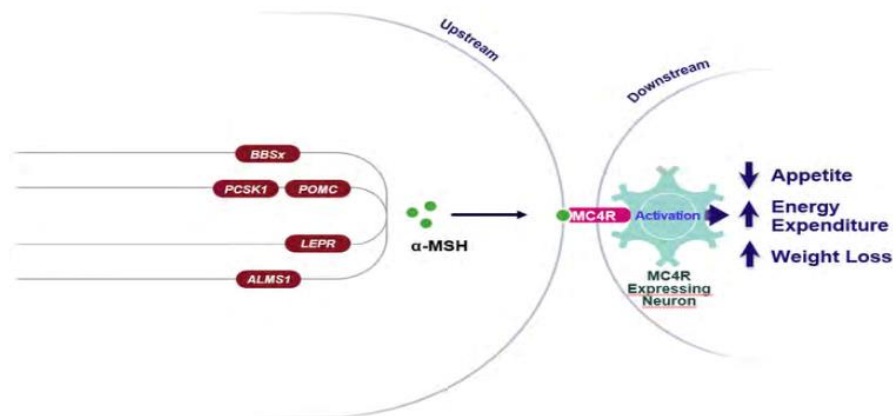 Upstream
Downstream
BBSx
PCSK1
POMC
LEPR
ALMS1
α-MSH
MC4R
Activation
MC4R
Expressing
Neuron
Appetite
Energy
Expenditure
Weight Loss